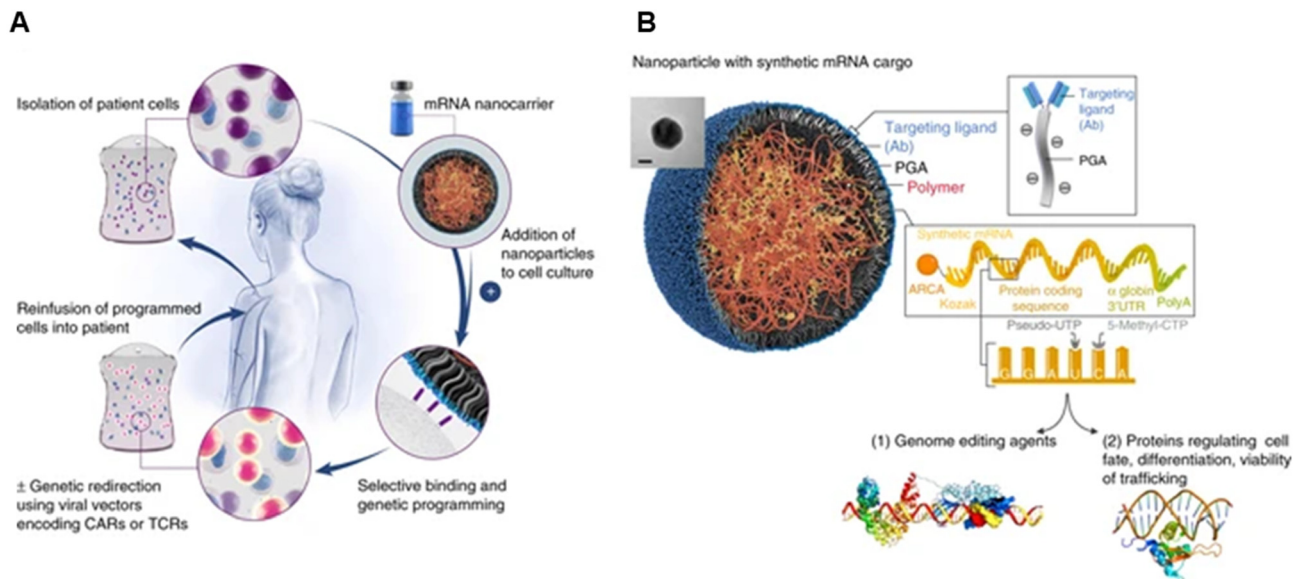 A
Isolation of patient cells
mRNA nanocarrier
Addition of
nanoparticles
to cell culture
+
Reinfusion of programmed
cells into patient
± Genetic redirection
using viral vectors
encoding CARs or TCRs
Selective binding and
genetic programming
B
Nanoparticle with synthetic mRNA cargo
Targeting ligand
(Ab)
PGA
Polymer
Targeting
ligand
(Ab)
PGA
Synthetic mRNA
ARCA
Kozak
Protein coding
sequence
α globin
3'UTR
PolyA
Pseudo-UTP
5-Methyl-CTP
G G A U C A
(1) Genome editing agents
(2) Proteins regulating cell
fate, differentiation, viability
of trafficking